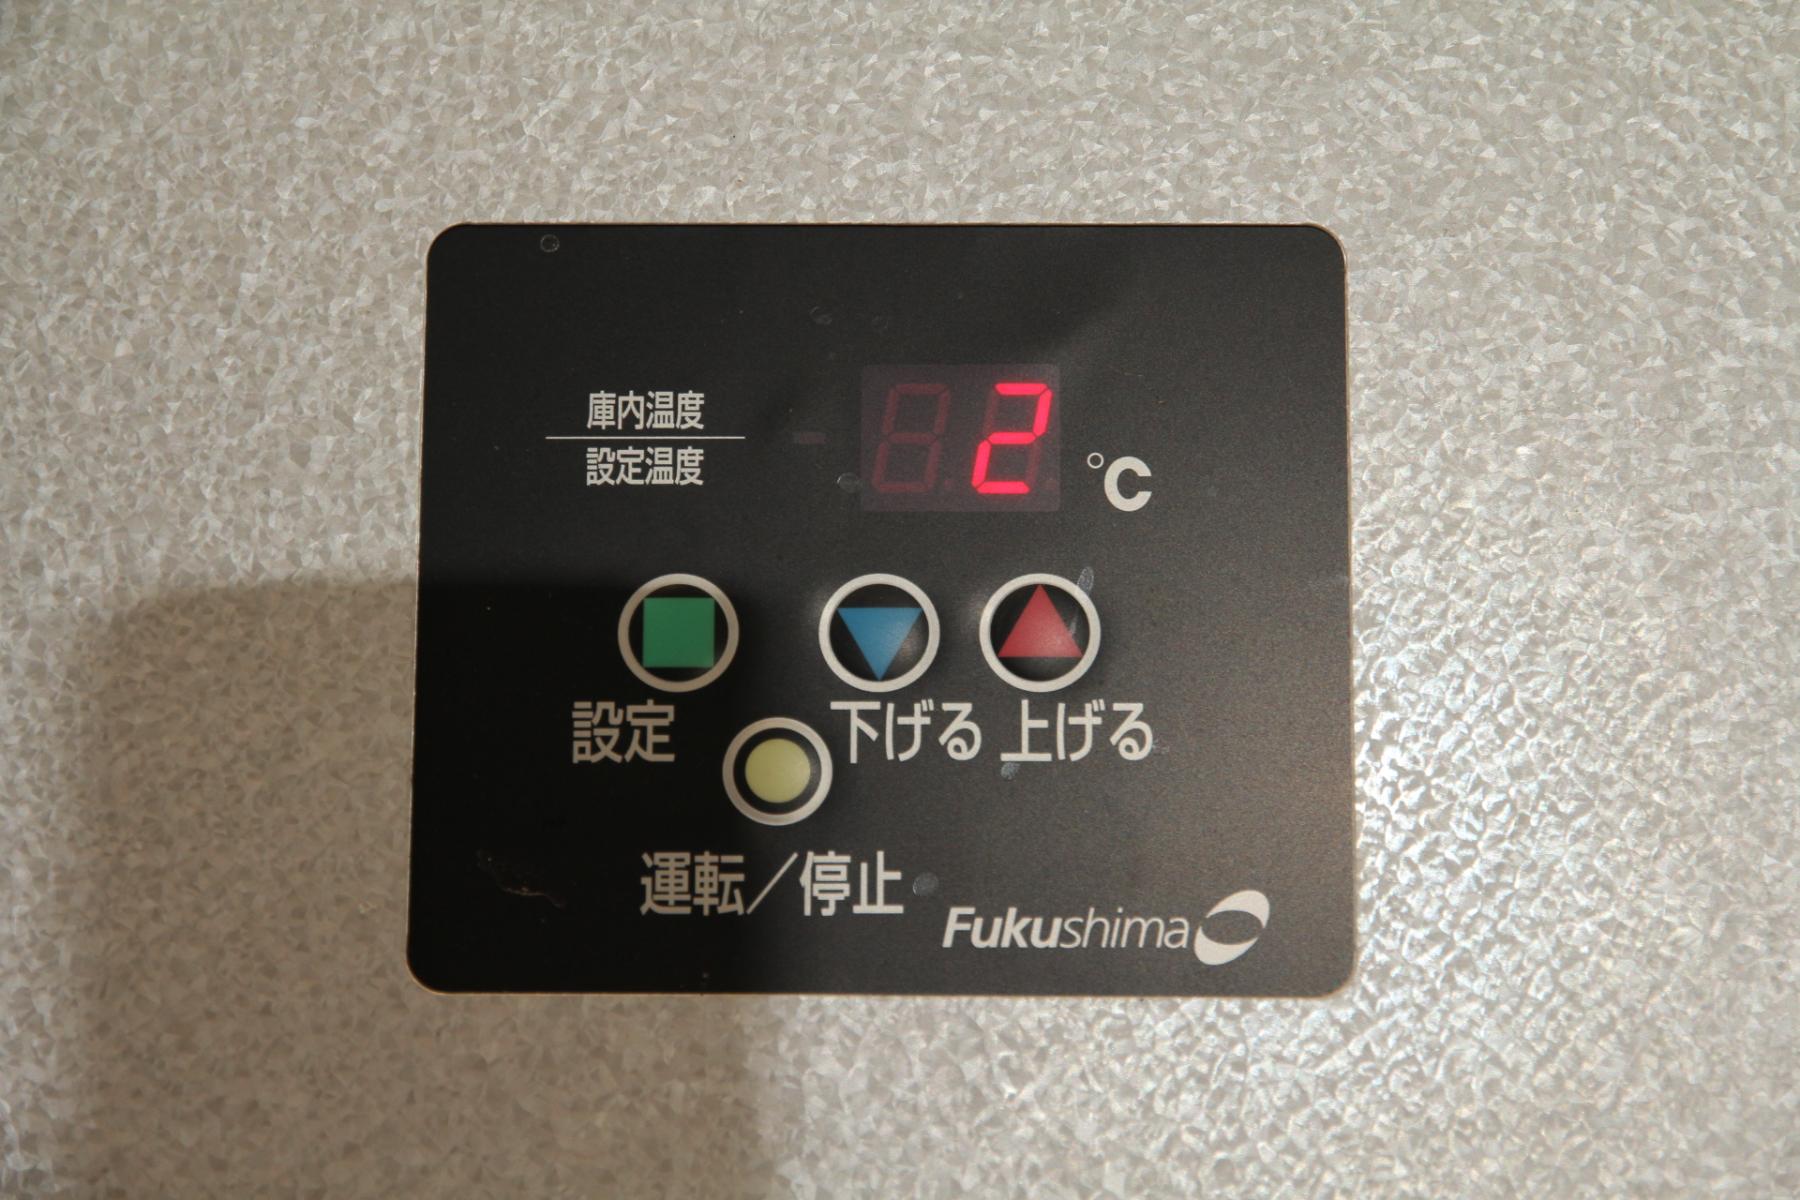 庫内温度
設定温度
2
°C
設定
下げる
上げる
運転／停止
Fukushima